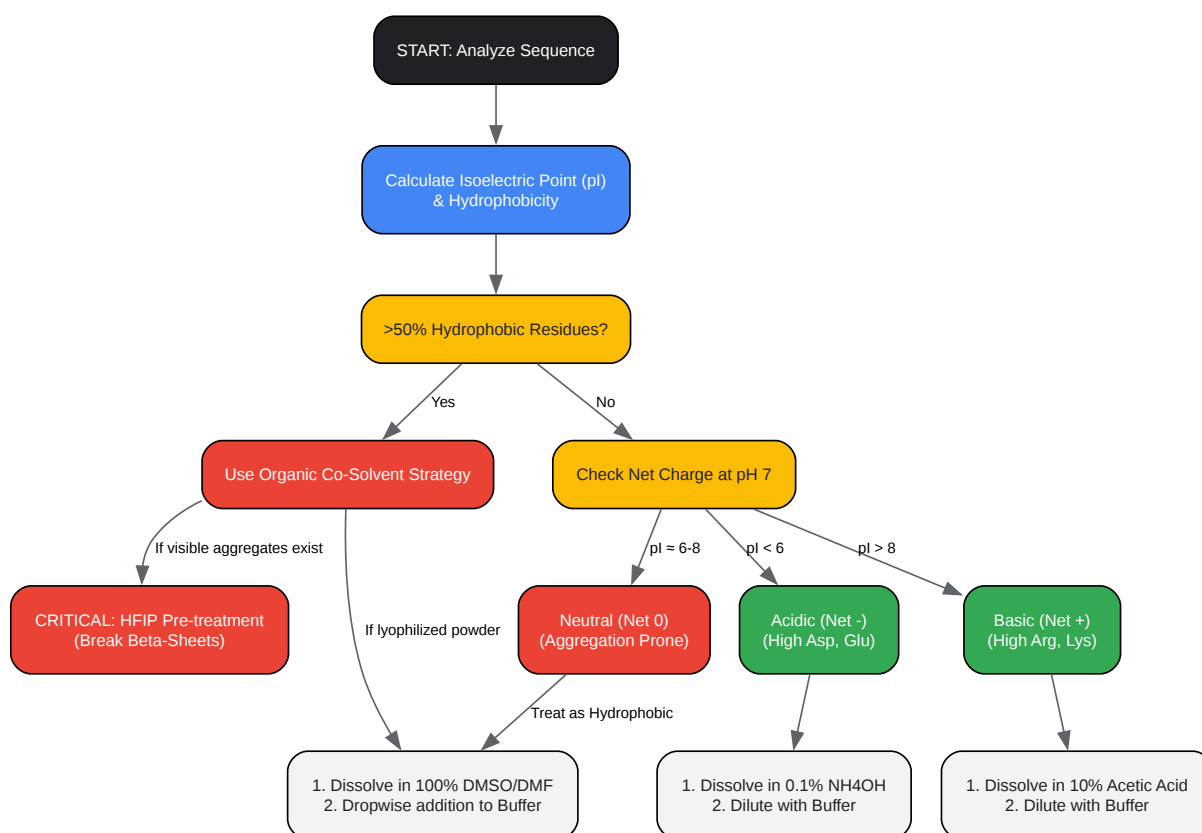 START: Analyze Sequence
Calculate Isoelectric Point (pI)
& Hydrophobicity
>50% Hydrophobic Residues?
Yes
No
Use Organic Co-Solvent Strategy
Check Net Charge at pH 7
If visible aggregates exist
pI ≈ 6-8
pI < 6
pI > 8
CRITICAL: HFIP Pre-treatment
(Break Beta-Sheets)
If lyophilized powder
Neutral (Net 0)
(Aggregation Prone)
Acidic (Net -)
(High Asp, Glu)
Basic (Net +)
(High Arg, Lys)
Treat as Hydrophobic
1. Dissolve in 100% DMSO/DMF
2. Dropwise addition to Buffer
1. Dissolve in 0.1% NH4OH
2. Dilute with Buffer
1. Dissolve in 10% Acetic Acid
2. Dilute with Buffer